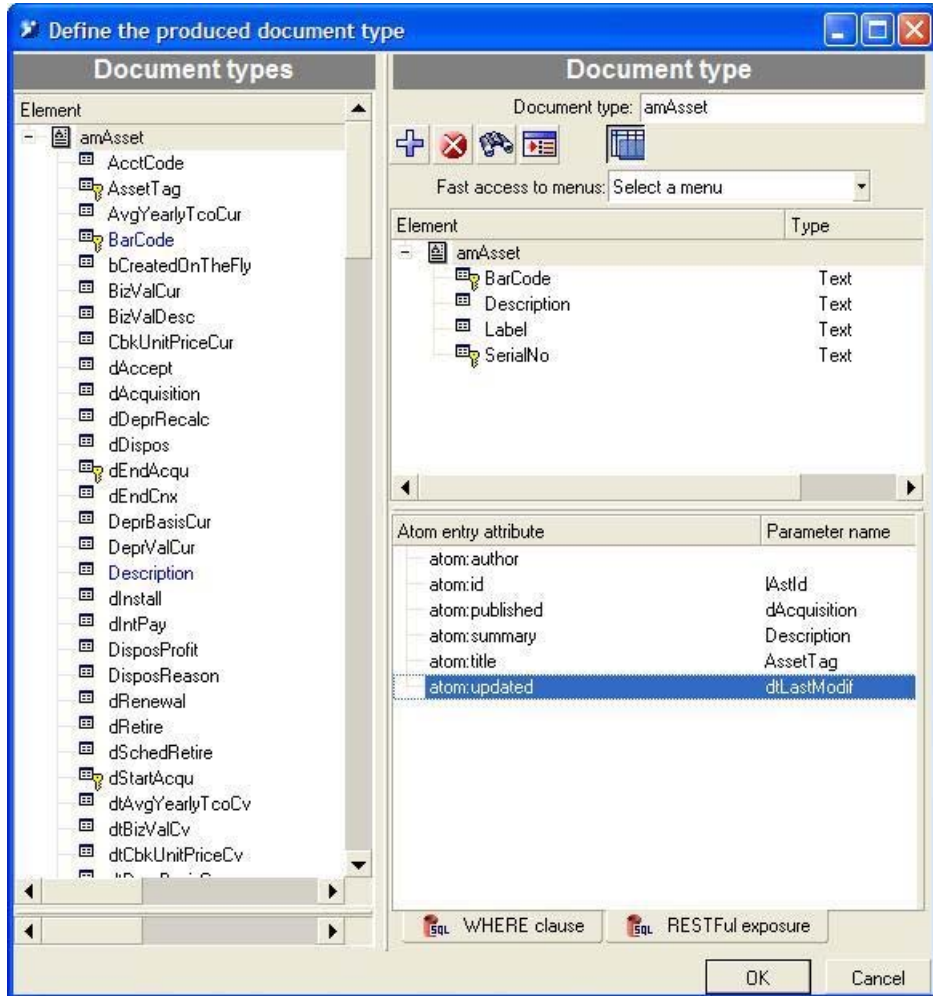 Define the produced document type
Document types
Element
amAsset
AcctCode
AssetTag
AvgYearlyTcoCur
BarCode
bCreatedOnTheFly
BizValCur
BizValDesc
CbkUnitPriceCur
dAccept
dAcquisition
dDeprRecalc
dDispos
dEndAcqu
dEndCnx
DeprBasisCur
DeprValCur
Description
dInstall
dIntPay
DisposProfit
DisposReason
dRenewal
dRetire
dSchedRetire
dStartAcqu
dtAvgYearlyTcoCv
dtBizValCv
dtCbkUnitPriceCv
Document type
Document type: amAsset
Fast access to menus: Select a menu
Element Type
amAsset
BarCode Text
Description Text
Label Text
SerialNo Text
Atom entry attribute Parameter name
atom:author
atom:id lAstId
atom:published dAcquisition
atom:summary Description
atom:title AssetTag
atom:updated dtLastModif
SQL WHERE clause SQL RESTFul exposure
OK Cancel